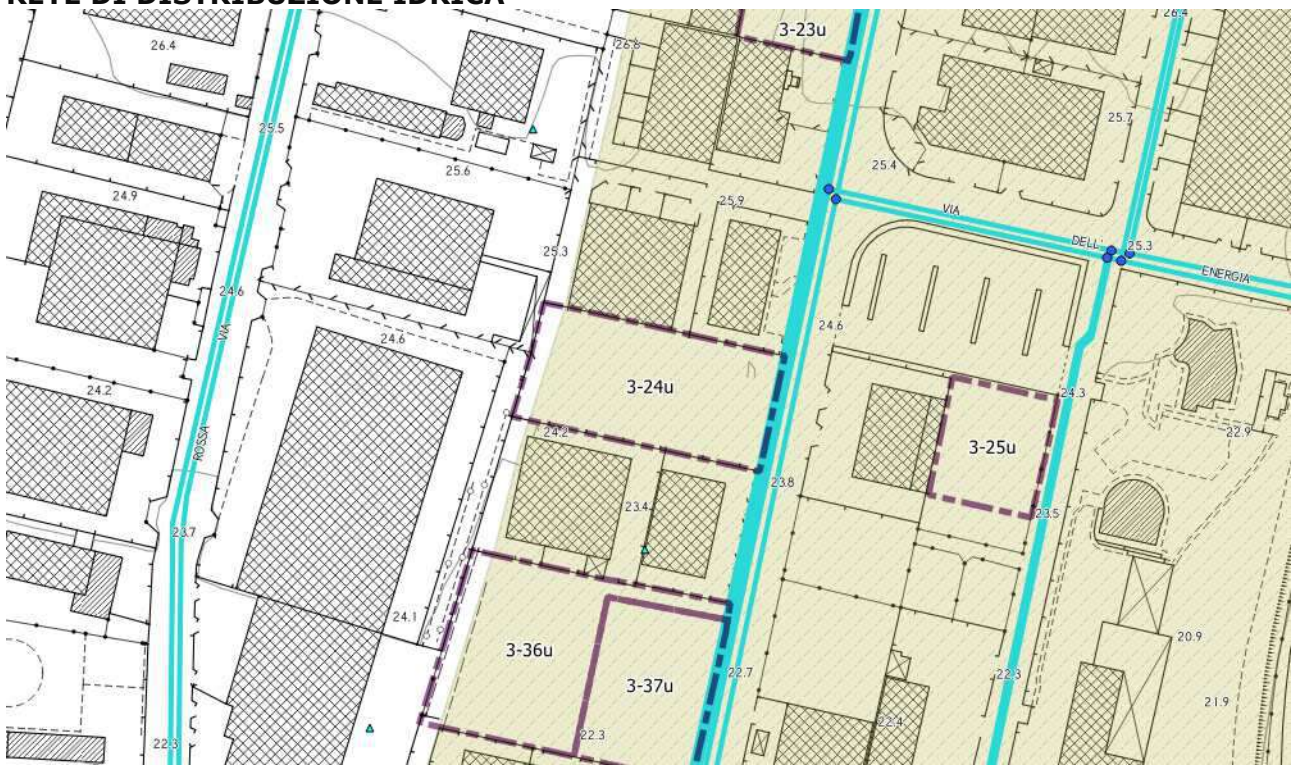 RETE DI DISTRIBUZIONE IDRICA
26.4
26.8
3-23u
26.4
25.5
25.7
25.6
25.4
24.9
25.9
VIA
DELL'
25.3
ENERGIA
25.3
24.6
VIA
24.6
24.6
24.2
3-24u
24.3
24.2
22.9
ROSSA
3-25u
23.8
23.4
23.5
23.7
24.1
20.9
3-36u
22.7
22.3
3-37u
21.9
22.4
22.3
22.3